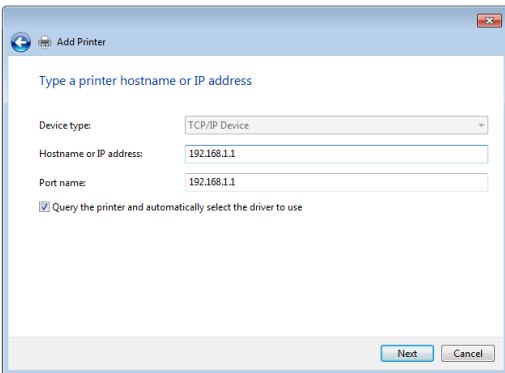 Add Printer
Type a printer hostname or IP address
Device type: TCP/IP Device
Hostname or IP address: 192.168.1.1
Port name: 192.168.1.1
Query the printer and automatically select the driver to use
Next Cancel